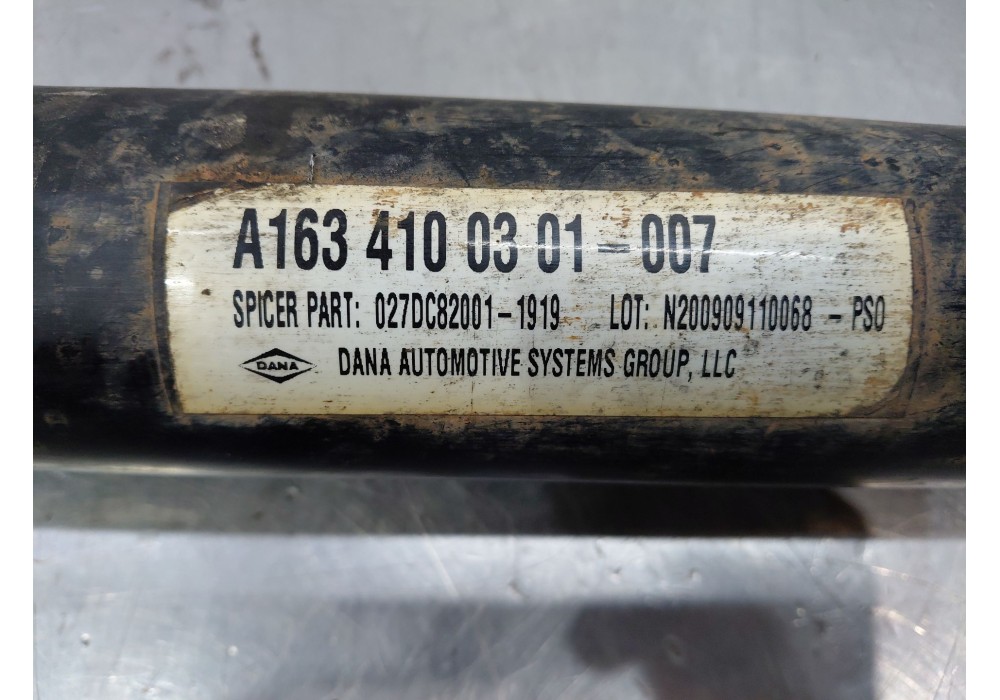 A163 410 03 01-007
SPICER PART: 027DC82001-1919 LOT: N200909110068 - PSO
DANA DANA AUTOMOTIVE SYSTEMS GROUP, LLC